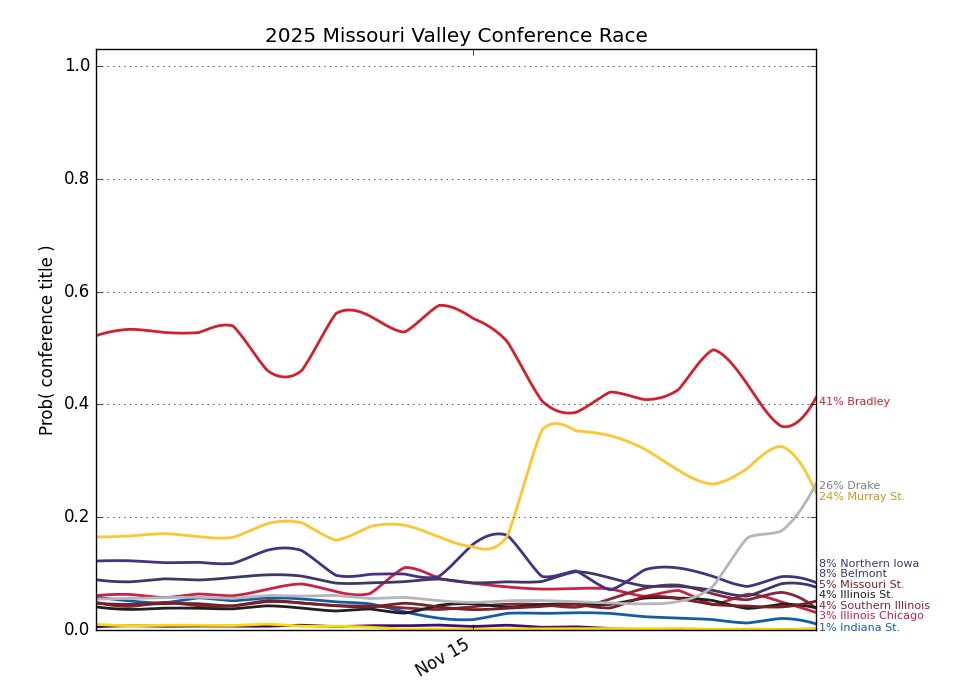 2025 Missouri Valley Conference Race
Prob( conference title )
1.0
0.8
0.6
0.4
0.2
0.0
Nov 15
41% Bradley
26% Drake
24% Murray St.
8% Northern Iowa
8% Belmont
5% Missouri St.
4% Illinois St.
4% Southern Illinois
3% Illinois Chicago
1% Indiana St.